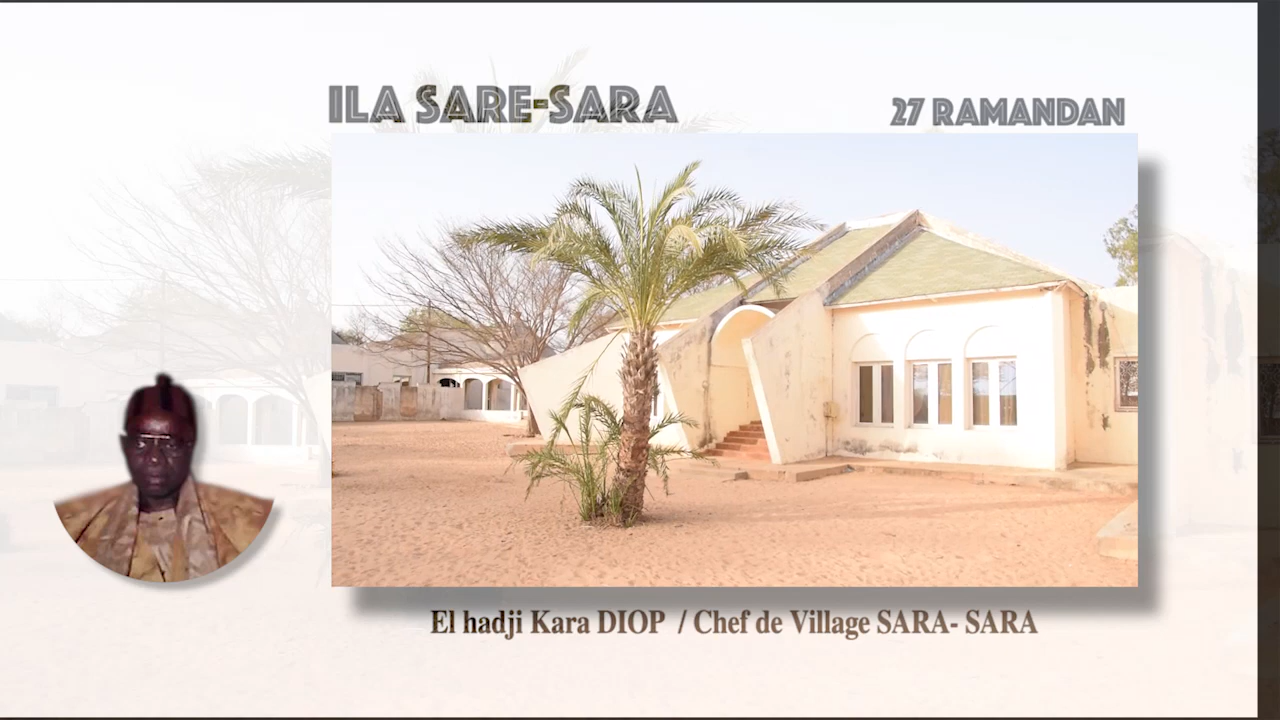 ILA SARE-SARA
27 RAMANDAN
El hadji Kara DIOP / Chef de Village SARA- SARA